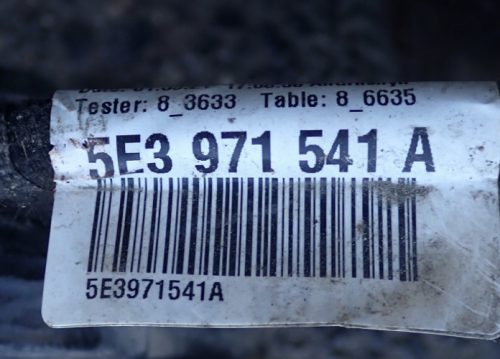 Tester: 8_3633 Table: 8_6635
5E3 971 541 A
5E3971541A